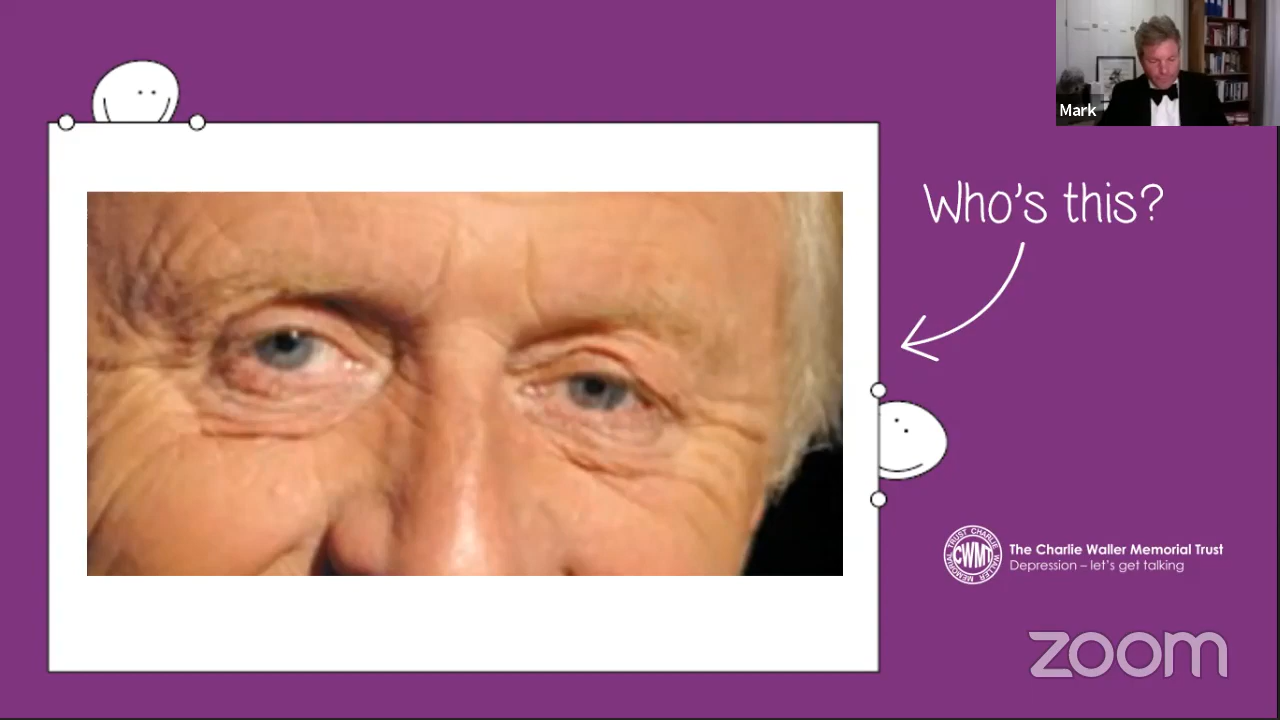 Mark
Who's this?
MEMORIAL TRUST CHARLIE WALLER
CWMT
The Charlie Waller Memorial Trust
Depression – let's get talking
zoom